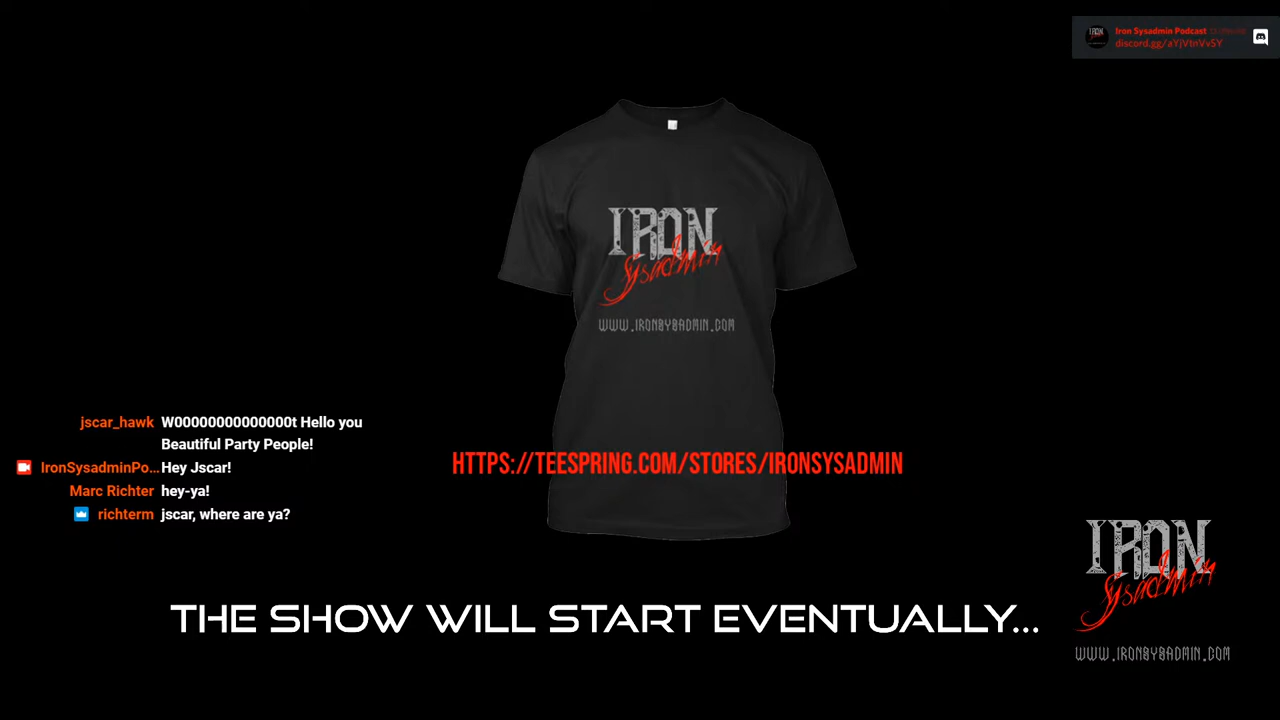 IRON
Iron Sysadmin Podcast
discord.gg/aYjVtnVvSY
IRON
Sysadmin
WWW.IRONSYSADMIN.COM
jscar_hawk W00000000000000t Hello you
Beautiful Party People!
IronSysadminPo... Hey Jscar!
Marc Richter hey-ya!
richterm jscar, where are ya?
HTTPS://TEESPRING.COM/STORES/IRONSYSADMIN
THE SHOW WILL START EVENTUALLY...
IRON
Sysadmin
WWW.IRONSYSADMIN.COM